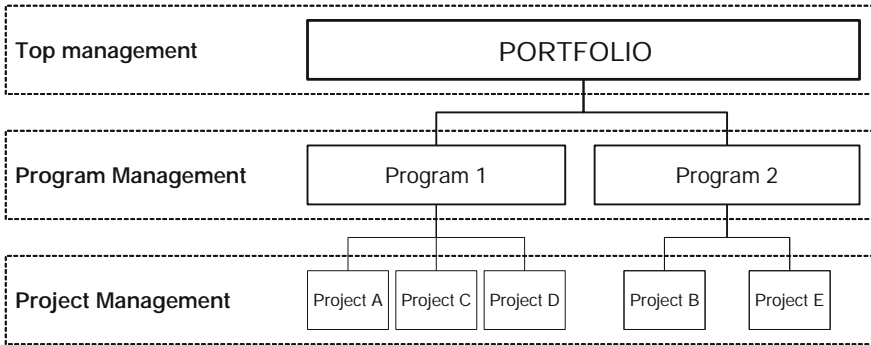 Top management
PORTFOLIO
Program Management
Program 1
Program 2
Project Management
Project A
Project C
Project D
Project B
Project E